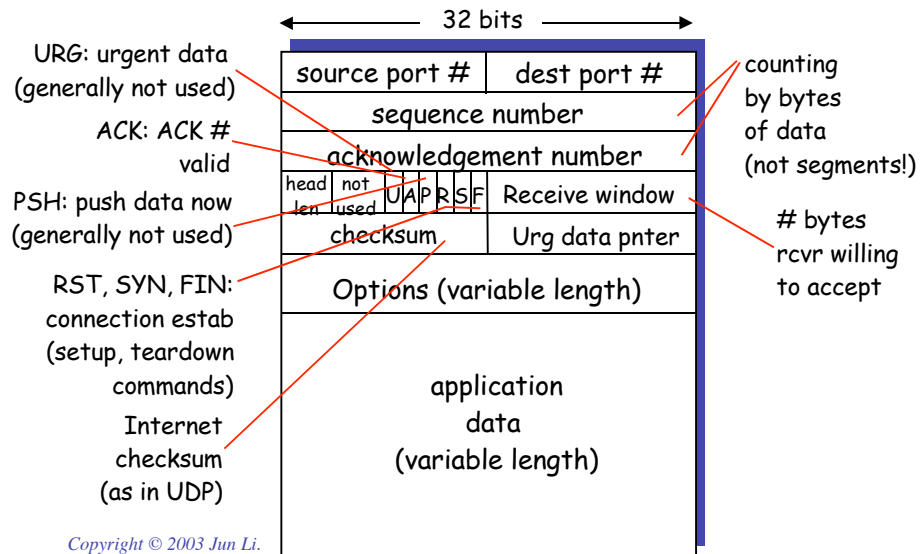 32 bits
URG: urgent data
(generally not used)
ACK: ACK #
valid
PSH: push data now
(generally not used)
RST, SYN, FIN:
connection estab
(setup, teardown
commands)
Internet
checksum
(as in UDP)
source port #
dest port #
sequence number
acknowledgement number
head
len
not
used
U
A
P
R
S
F
Receive window
checksum
Urg data pnter
Options (variable length)
application
data
(variable length)
counting
by bytes
of data
(not segments!)
# bytes
rcvr willing
to accept
Copyright © 2003 Jun Li.